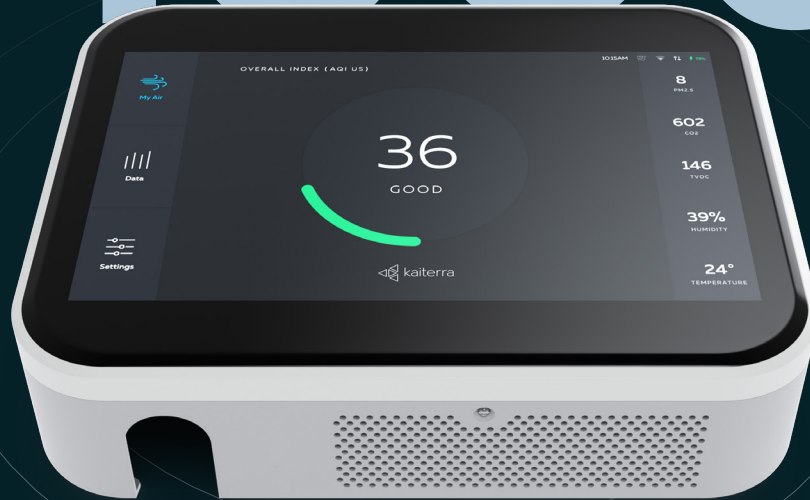 OVERALL INDEX (AQI US)
10:15AM
79%
My Air
Data
Settings
36
GOOD
kaiterra
8
PM2.5
602
CO2
146
TVOC
39%
HUMIDITY
24°
TEMPERATURE